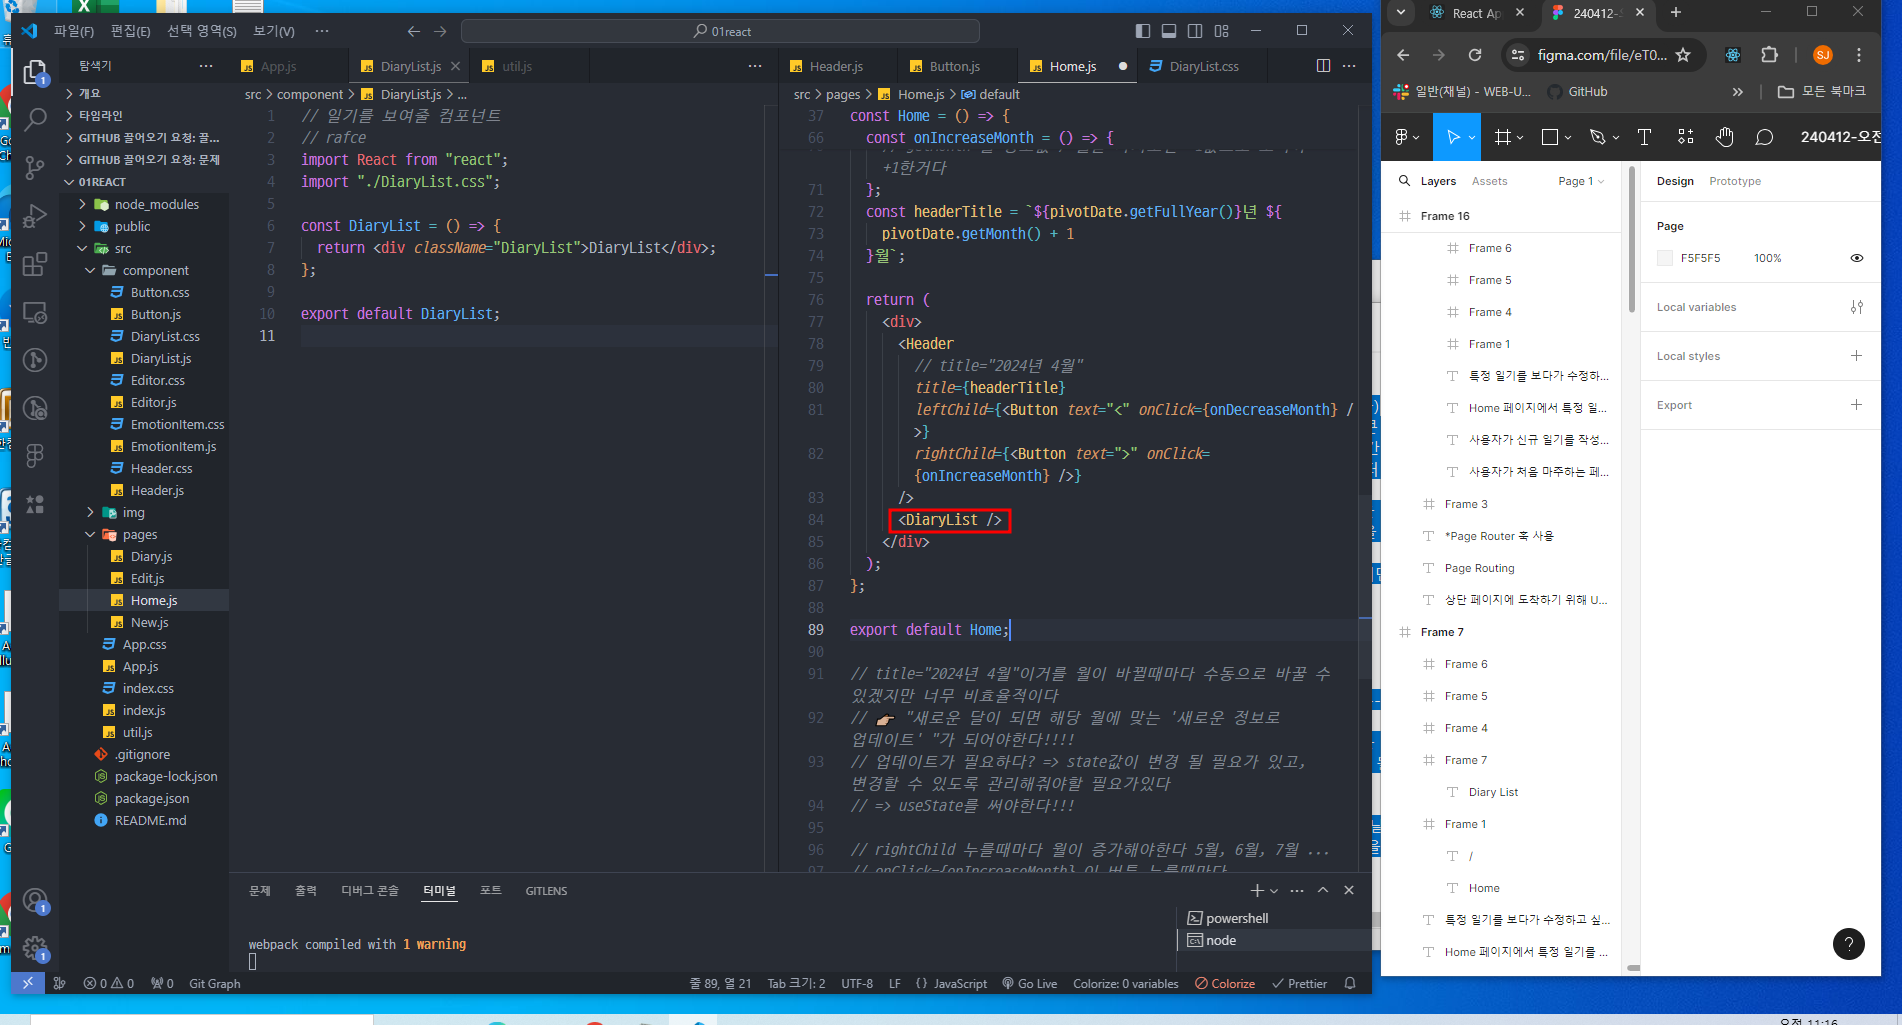 파일(F) 편집(E) 선택 영역(S) 보기(V) ··· 01react
탐색기 ···
개요
타임라인
GITHUB 끌어오기 요청: 끌...
GITHUB 끌어오기 요청: 문제
01REACT
node_modules
public
src
component
Button.css
Button.js
DiaryList.css
DiaryList.js
Editor.css
Editor.js
EmotionItem.css
EmotionItem.js
Header.css
Header.js
img
pages
Diary.js
Edit.js
Home.js
New.js
App.css
App.js
index.css
index.js
util.js
.gitignore
package-lock.json
package.json
README.md
App.js DiaryList.js util.js ···
src > component > DiaryList.js > ...
1 // 일기를 보여줄 컴포넌트
2 // rafce
3 import React from "react";
4 import "./DiaryList.css";
5
6 const DiaryList = () => {
7 return <div className="DiaryList">DiaryList</div>;
8 };
9
10 export default DiaryList;
11
Header.js Button.js Home.js DiaryList.css ···
src > pages > Home.js > default
37 const Home = () => {
66 const onIncreaseMonth = () => {
+1한거다
71 };
72 const headerTitle = `${pivotDate.getFullYear()}년 ${
73 pivotDate.getMonth() + 1
74 }월`;
75
76 return (
77 <div>
78 <Header
79 // title="2024년 4월"
80 title={headerTitle}
81 leftChild={<Button text="<" onClick={onDecreaseMonth} /
>}
82 rightChild={<Button text=">" onClick=
{onIncreaseMonth} />}
83 />
84 <DiaryList />
85 </div>
86 );
87 };
88
89 export default Home;
90
91 // title="2024년 4월"이거를 월이 바뀔때마다 수동으로 바꿀 수
있겠지만 너무 비효율적이다
92 // 👉 "새로운 달이 되면 해당 월에 맞는 '새로운 정보로
업데이트' "가 되어야한다!!!!
93 // 업데이트가 필요하다? => state값이 변경 될 필요가 있고,
변경할 수 있도록 관리해줘야할 필요가있다
94 // => useState를 써야한다!!!
95
96 // rightChild 누를때마다 월이 증가해야한다 5월, 6월, 7월 ...
97 // onClick={onIncreaseMonth} 이 버튼 누를때마다
문제 출력 디버그 콘솔 터미널 포트 GITLENS
webpack compiled with 1 warning
powershell
node
0 0 0 Git Graph 줄 89, 열 21 Tab 크기: 2 UTF-8 LF {} JavaScript Go Live Colorize: 0 variables Colorize Prettier
React Ap 240412-
figma.com/file/eT0... SJ
일반(채널) - WEB-U... GitHub » 모든 북마크
240412-오전
Layers Assets Page 1
Frame 16
Frame 6
Frame 5
Frame 4
Frame 1
특정 일기를 보다가 수정하...
Home 페이지에서 특정 일...
사용자가 신규 일기를 작성...
사용자가 처음 마주하는 페...
Frame 3
*Page Router 훅 사용
Page Routing
상단 페이지에 도착하기 위해 U...
Frame 7
Frame 6
Frame 5
Frame 4
Frame 7
Diary List
Frame 1
/
Home
특정 일기를 보다가 수정하고 싶...
Home 페이지에서 특정 일기를 ...
Design Prototype
Page
F5F5F5 100%
Local variables
Local styles
Export
?
오전 11:16